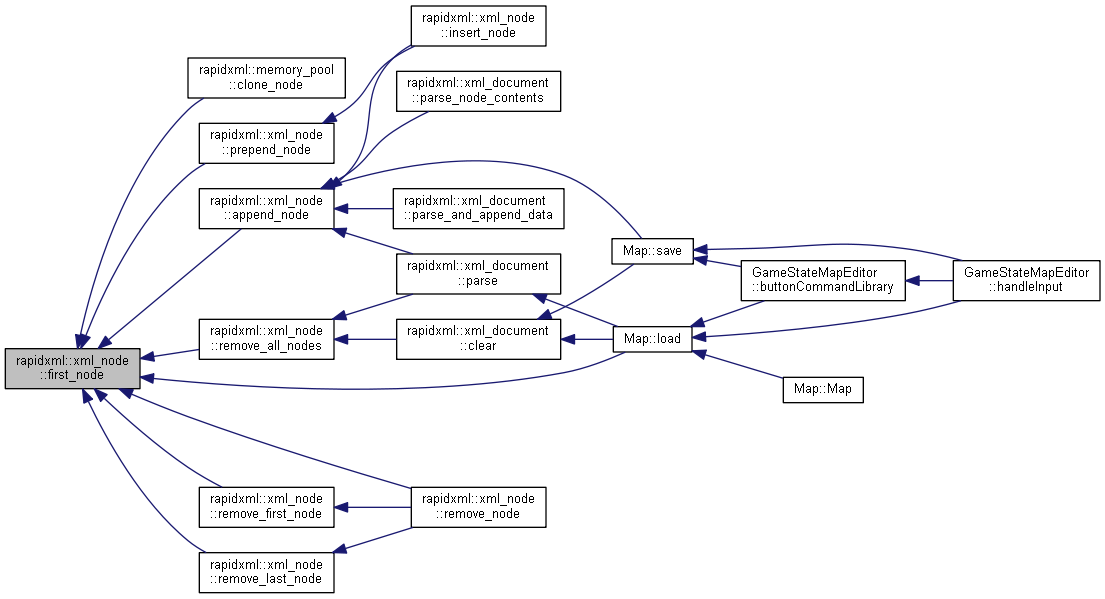 rapidxml::xml_node
::insert_node
rapidxml::memory_pool
::clone_node
rapidxml::xml_document
::parse_node_contents
rapidxml::xml_node
::prepend_node
rapidxml::xml_node
::append_node
rapidxml::xml_document
::parse_and_append_data
Map::save
rapidxml::xml_document
::parse
GameStateMapEditor
::buttonCommandLibrary
GameStateMapEditor
::handleInput
rapidxml::xml_node
::remove_all_nodes
rapidxml::xml_document
::clear
Map::load
rapidxml::xml_node
::first_node
Map::Map
rapidxml::xml_node
::remove_first_node
rapidxml::xml_node
::remove_node
rapidxml::xml_node
::remove_last_node